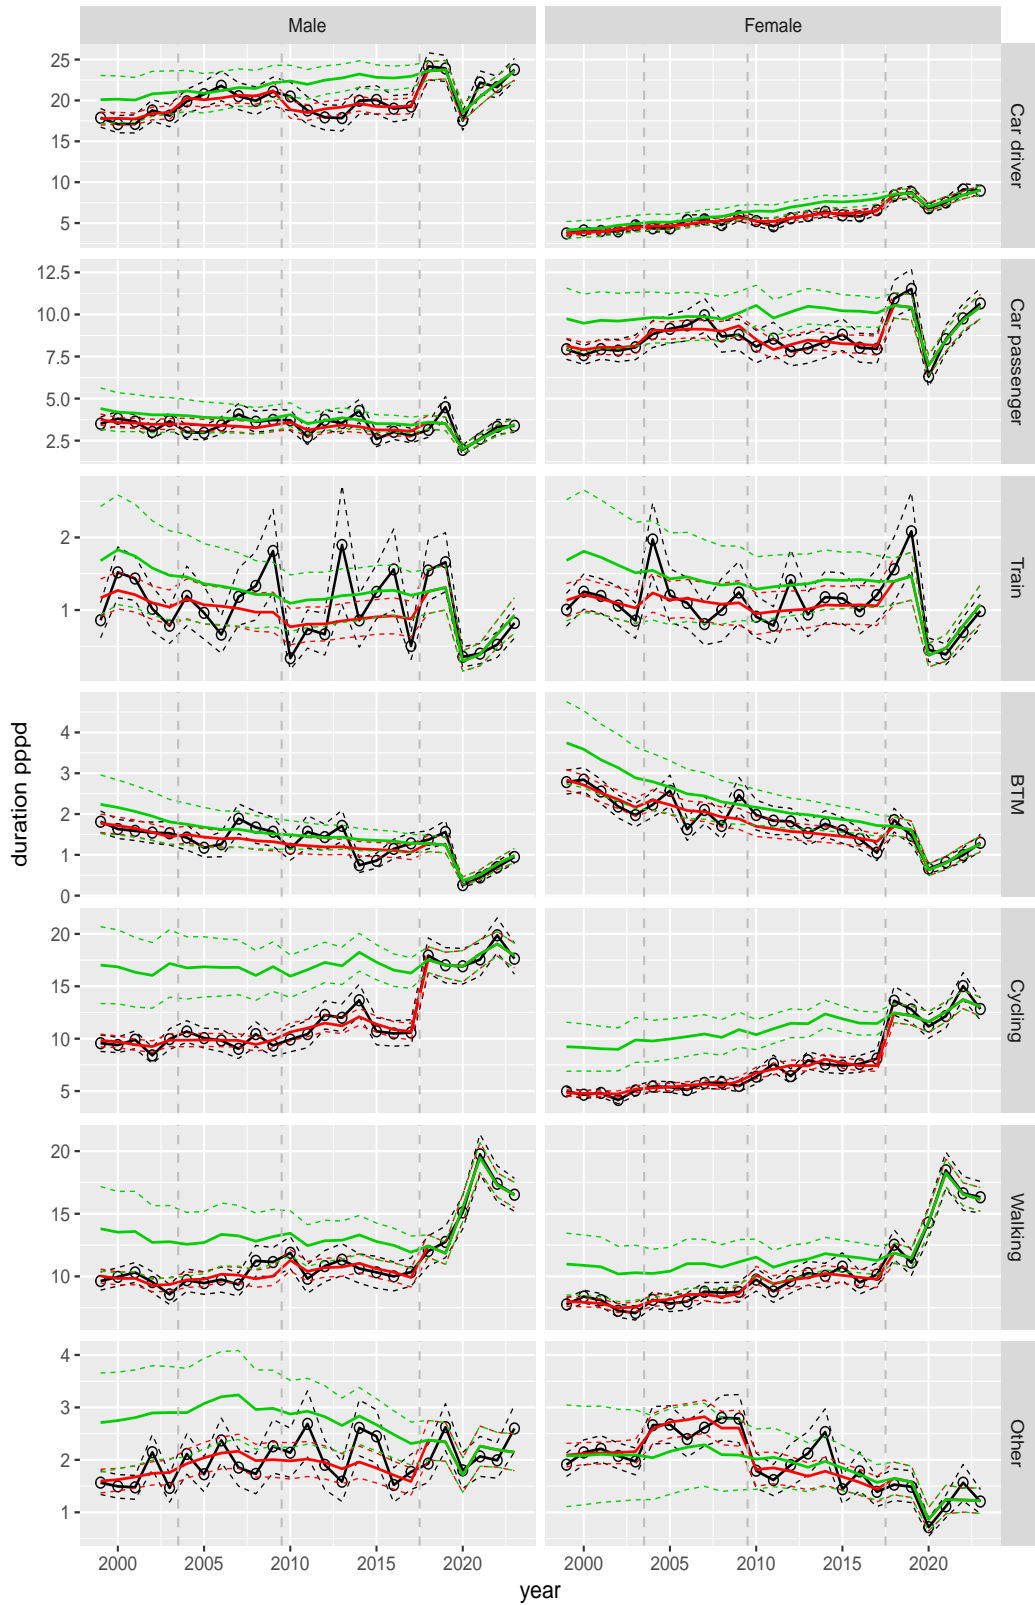 Male Female
25
20
15
10
5
Car driver
12.5
10.0
7.5
5.0
2.5
Car passenger
2
1
Train
4
3
2
1
0
BTM
20
15
10
5
Cycling
20
15
10
Walking
4
3
2
1
Other
2000 2005 2010 2015 2020 2000 2005 2010 2015 2020
year
duration pppd